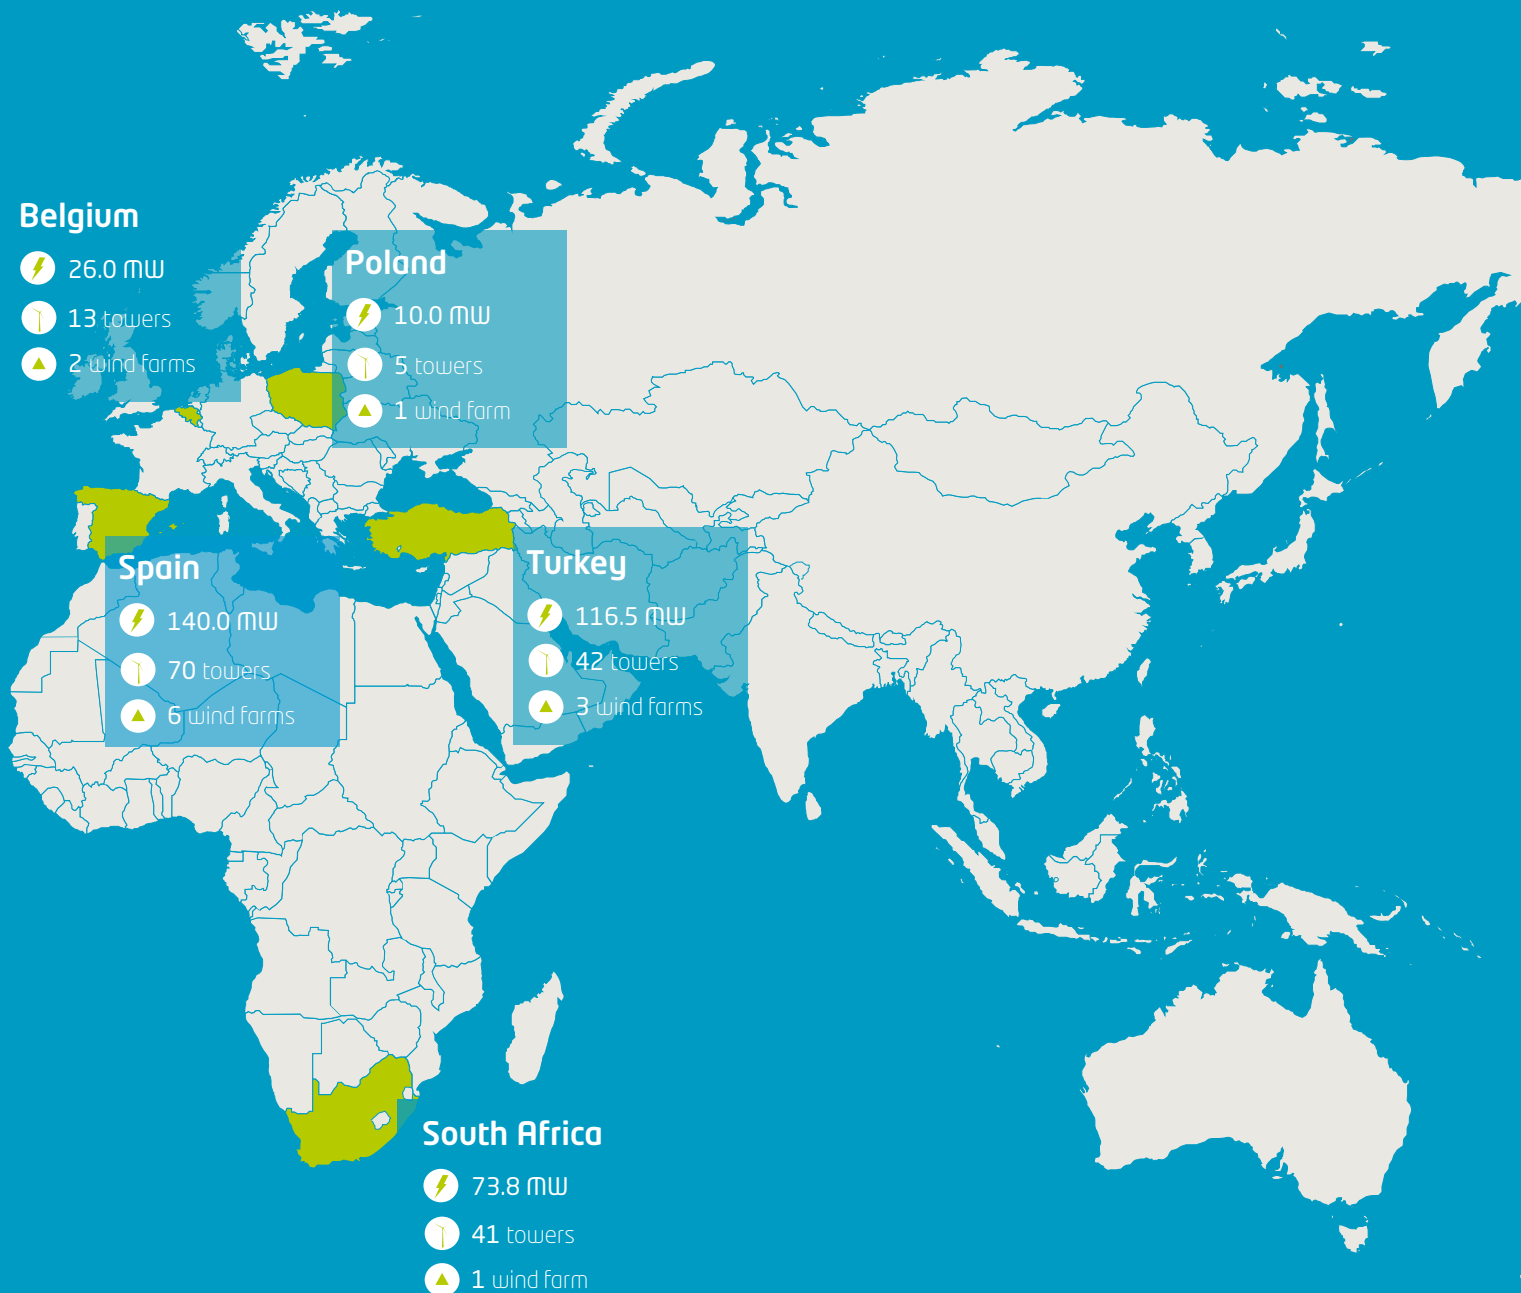 Belgium
26.0 MW
13 towers
2 wind farms
Poland
10.0 MW
5 towers
1 wind farm
Spain
140.0 MW
70 towers
6 wind farms
Turkey
116.5 MW
42 towers
3 wind farms
South Africa
73.8 MW
41 towers
1 wind farm